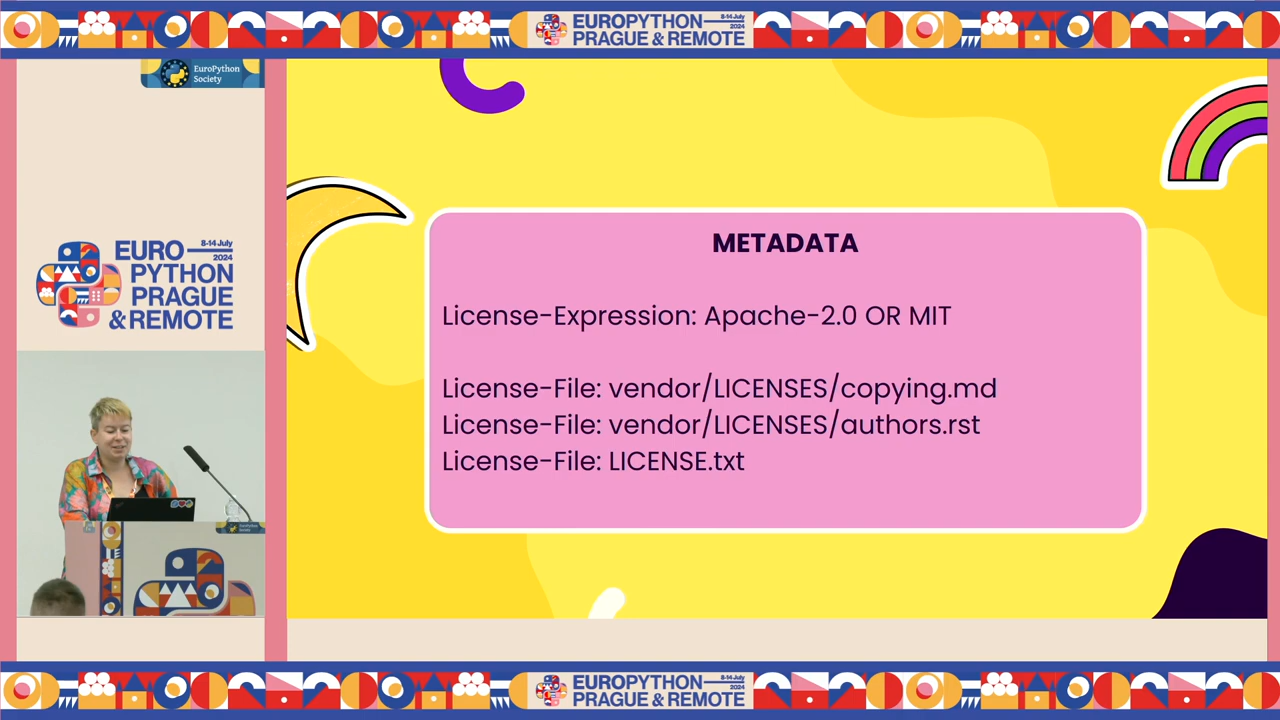 EUROPYTHON
8-14 July
2024
PRAGUE & REMOTE
EuroPython
Society
EURO
8-14 July
2024
PYTHON
PRAGUE
& REMOTE
METADATA
License-Expression: Apache-2.0 OR MIT
License-File: vendor/LICENSES/copying.md
License-File: vendor/LICENSES/authors.rst
License-File: LICENSE.txt
EuroPython
EUROPYTHON
8-14 July
2024
PRAGUE & REMOTE